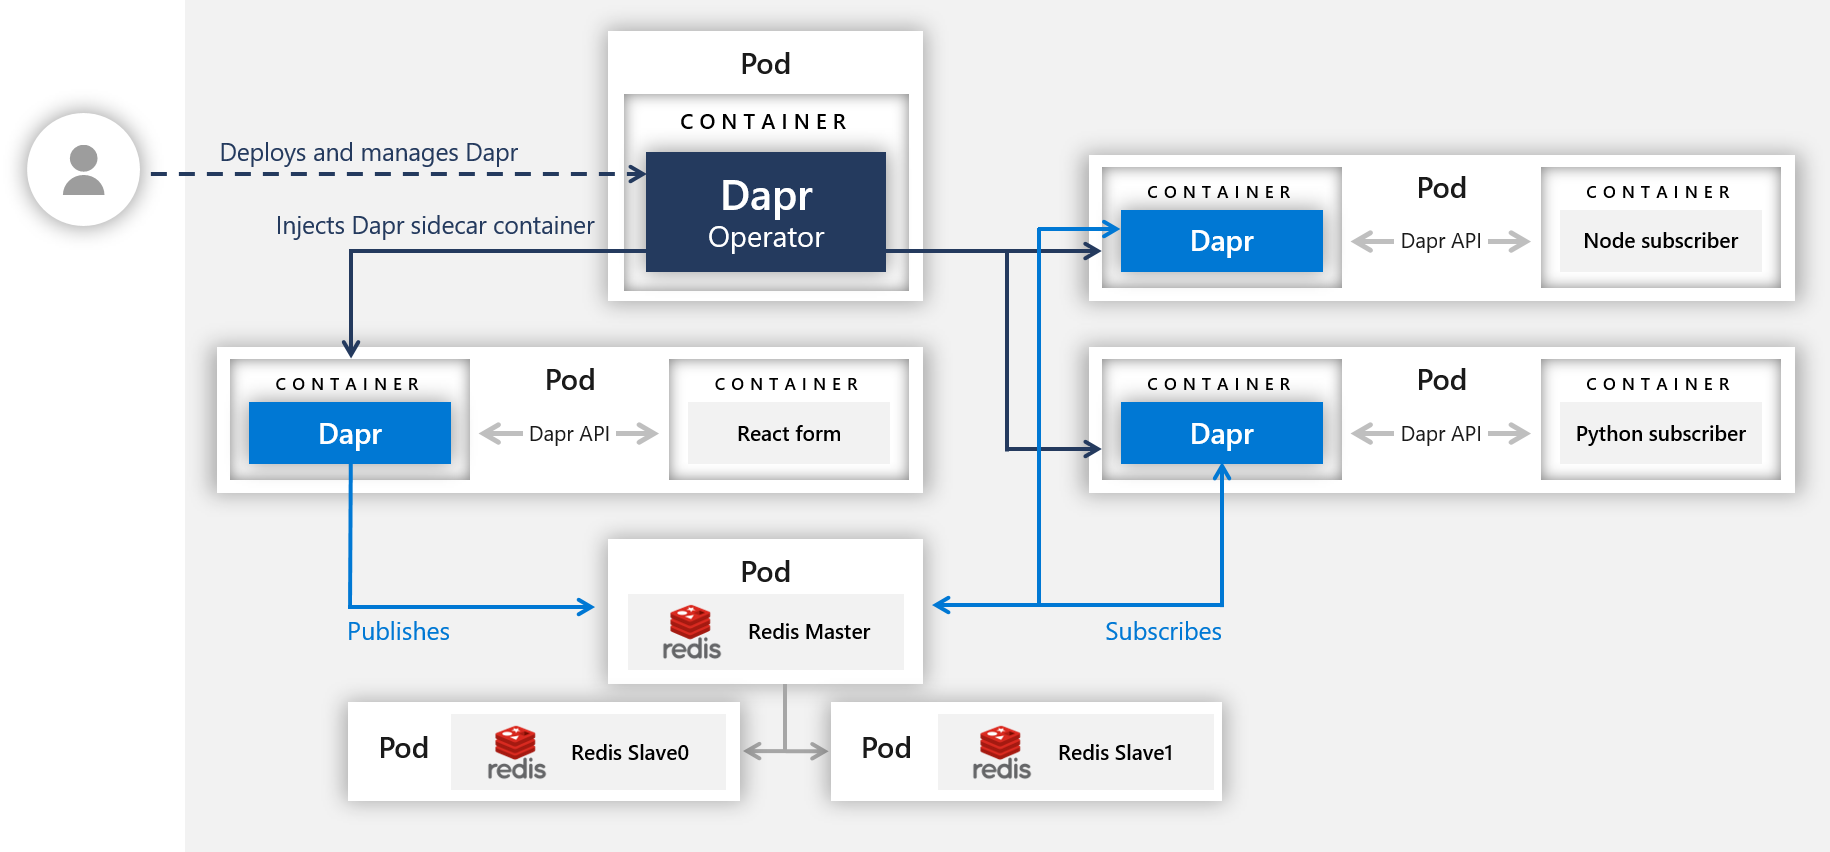 Pod
CONTAINER
Dapr
Operator
Deploys and manages Dapr
Injects Dapr sidecar container
CONTAINER
Dapr
Pod
Dapr API
CONTAINER
Node subscriber
CONTAINER
Dapr
Pod
Dapr API
CONTAINER
React form
CONTAINER
Dapr
Pod
Dapr API
CONTAINER
Python subscriber
Publishes
Pod
redis
Redis Master
Subscribes
Pod
redis
Redis Slave0
Pod
redis
Redis Slave1